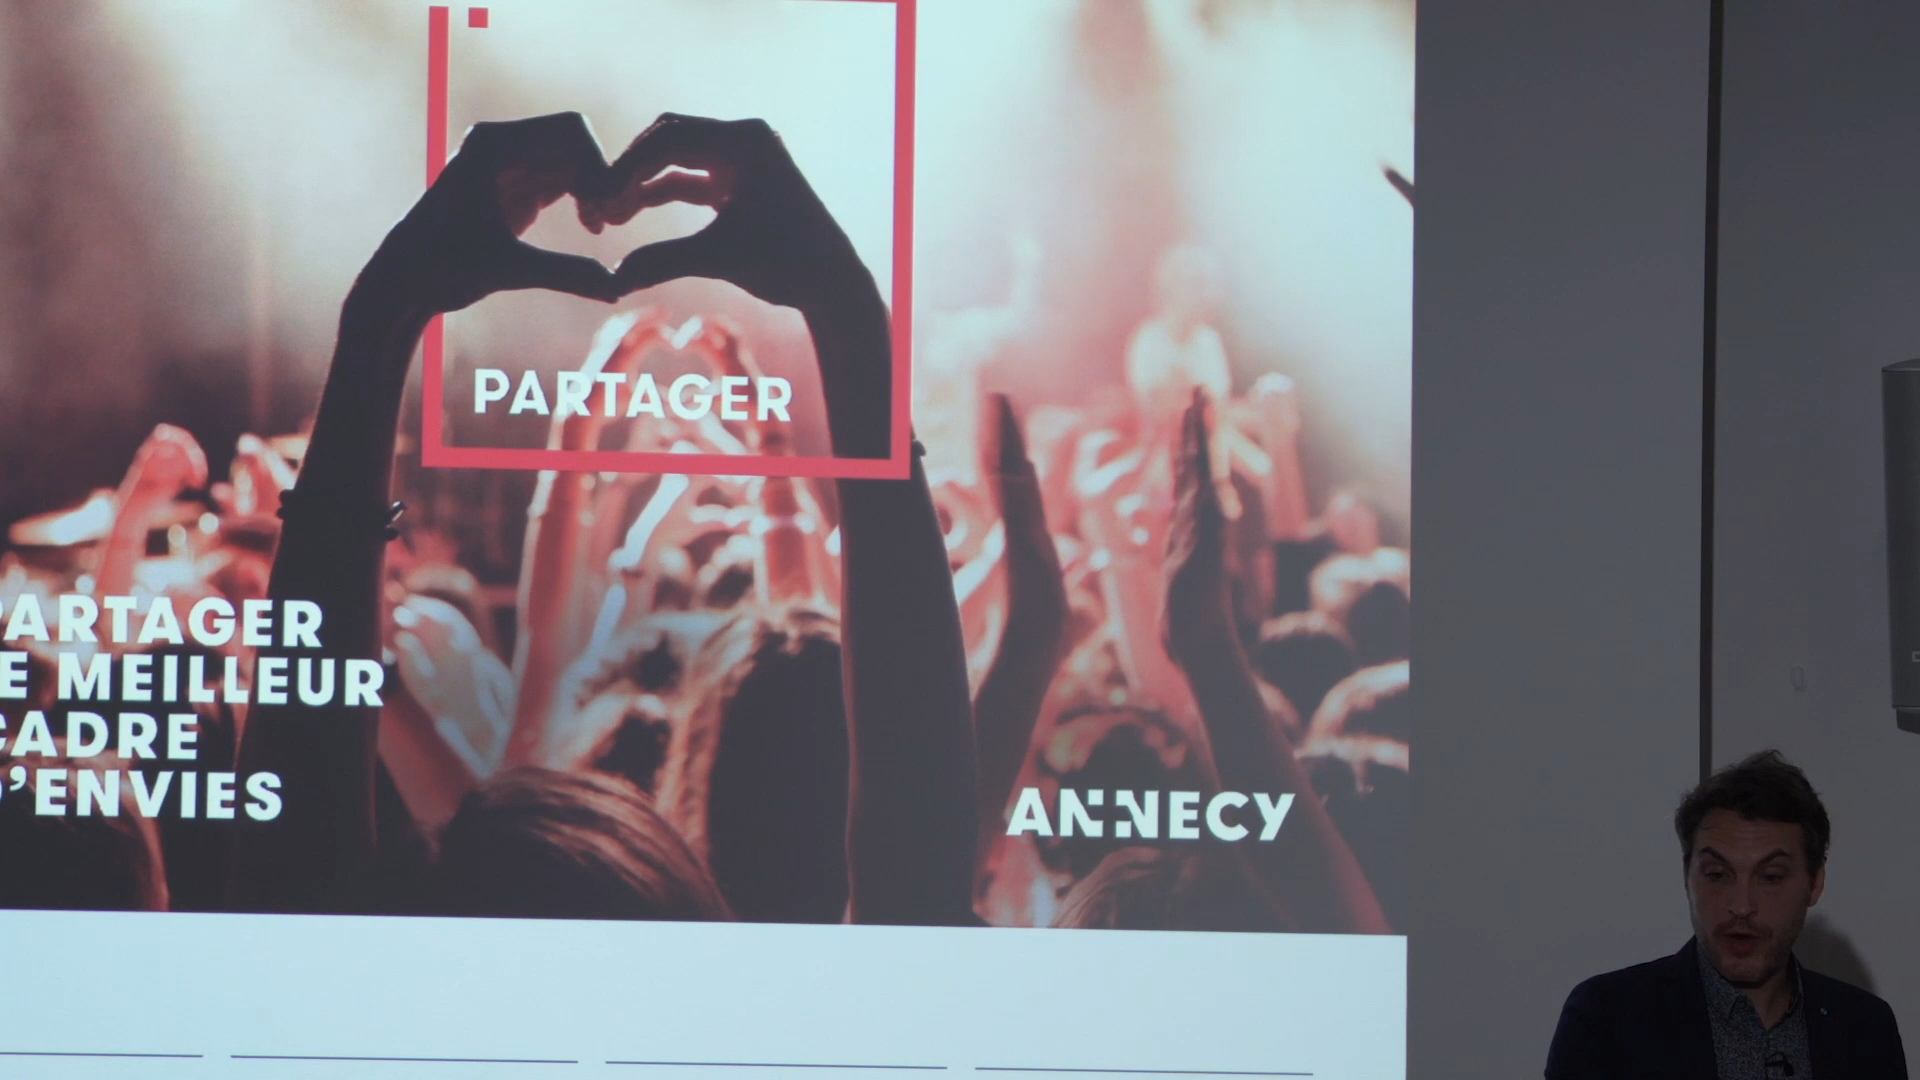 PARTAGER
PARTAGER
E MEILLEUR
CADRE
D'ENVIES
ANNECY